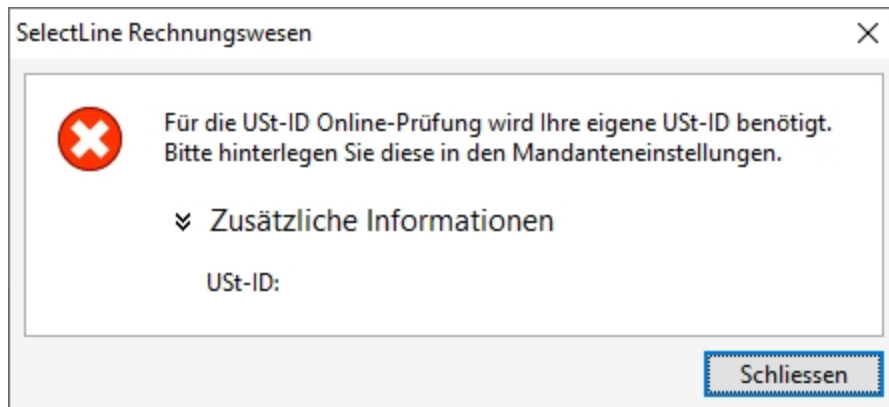 SelectLine Rechnungswesen
Für die USt-ID Online-Prüfung wird Ihre eigene USt-ID benötigt.
Bitte hinterlegen Sie diese in den Mandanteneinstellungen.
Zusätzliche Informationen
USt-ID:
Schliessen